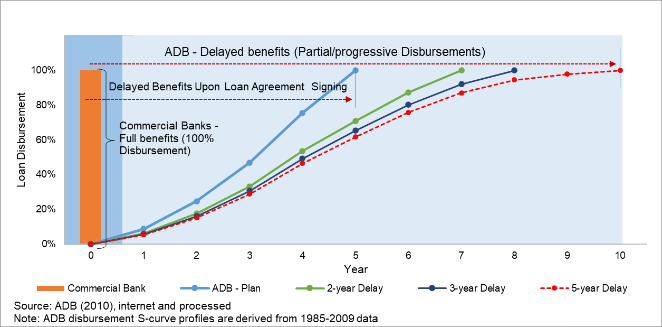 ADB - Delayed benefits (Partial/progressive Disbursements)
100%
80%
60%
40%
20%
0%
Loan Disbursement
Delayed Benefits Upon Loan Agreement Signing
Commercial Banks -
Full benefits (100%
Disbursement)
0 1 2 3 4 5 6 7 8 9 10
Year
Commercial Bank ADB - Plan 2-year Delay 3-year Delay 5-year Delay
Source: ADB (2010), internet and processed
Note: ADB disbursement S-curve profiles are derived from 1985-2009 data